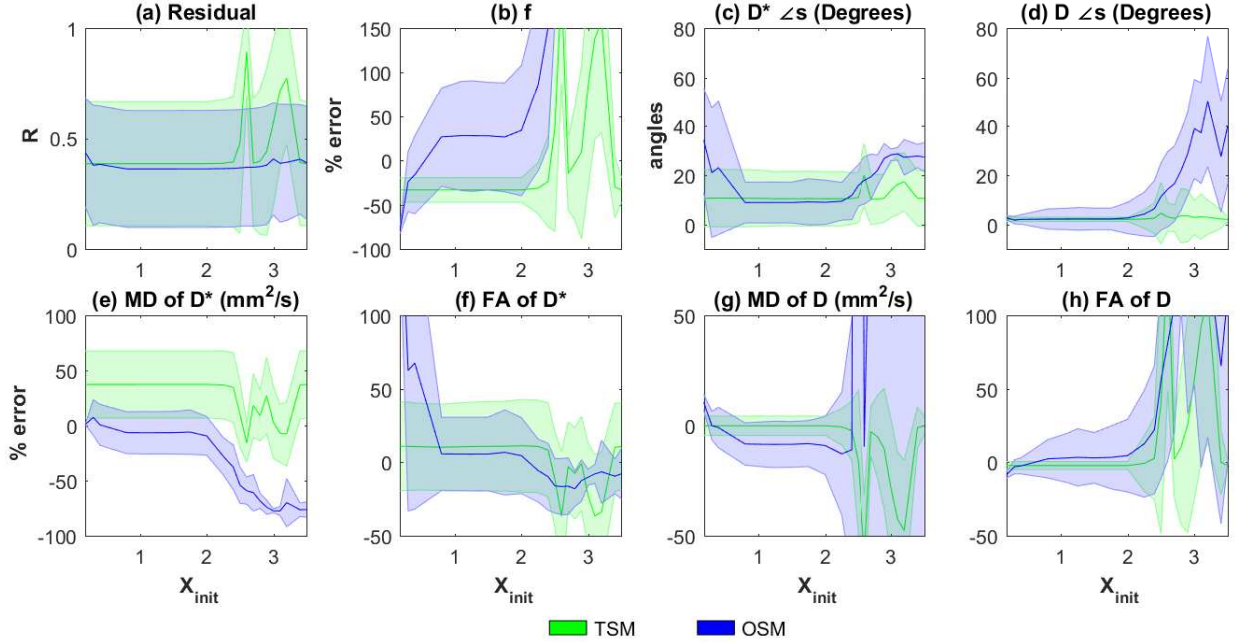 (a) Residual
(b) f
(c) D* ∠s (Degrees)
(d) D ∠s (Degrees)
1
0.5
0
R
150
100
50
0
-50
-100
% error
80
60
40
20
0
angles
80
60
40
20
0
1 2 3
1 2 3
1 2 3
1 2 3
(e) MD of D* (mm²/s)
(f) FA of D*
(g) MD of D (mm²/s)
(h) FA of D
100
50
0
-50
-100
% error
100
50
0
-50
50
0
-50
100
50
0
-50
1 2 3
1 2 3
1 2 3
1 2 3
X_init
X_init
X_init
X_init
TSM
OSM